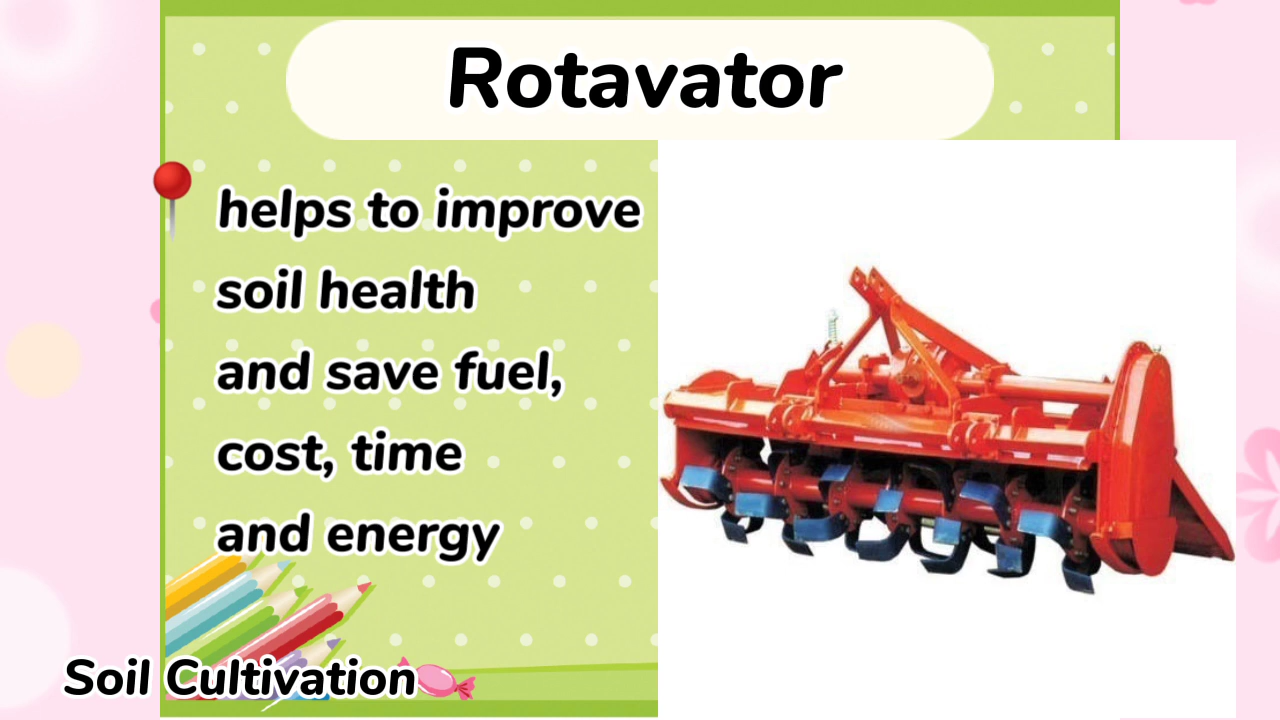 Rotavator
helps to improve
soil health
and save fuel,
cost, time
and energy
Soil Cultivation